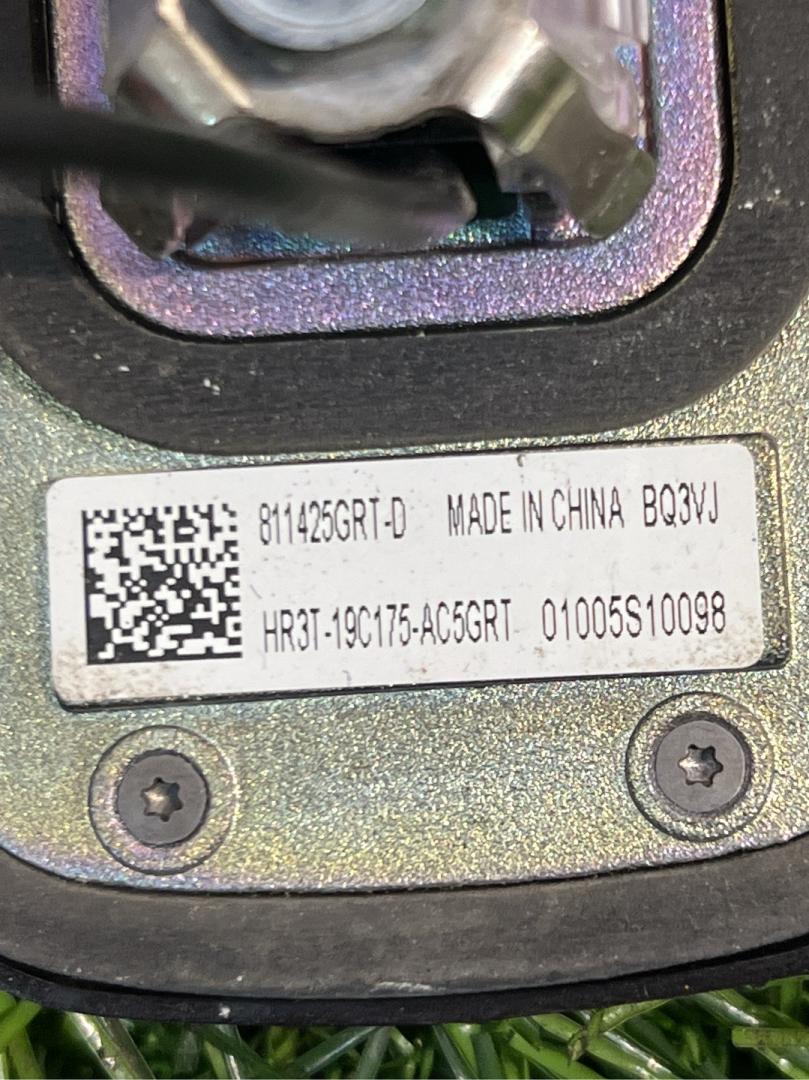 811425GRT-D MADE IN CHINA BQ3VJ
HR3T-19C175-AC5GRT 01005S10098